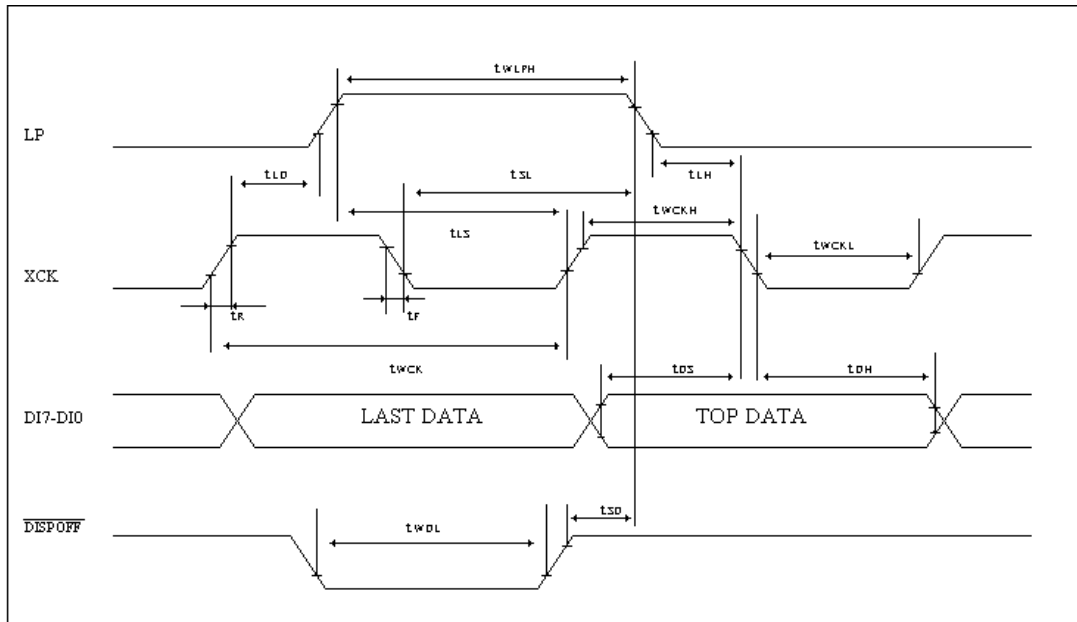 tWLPH
LP
tLD
tSL
tLH
tLS
tWCKH
tWCKL
XCK
tR
tF
tWCK
tDS
tDH
DI7-DI0
LAST DATA
TOP DATA
DISPOFF
tWDL
tSD